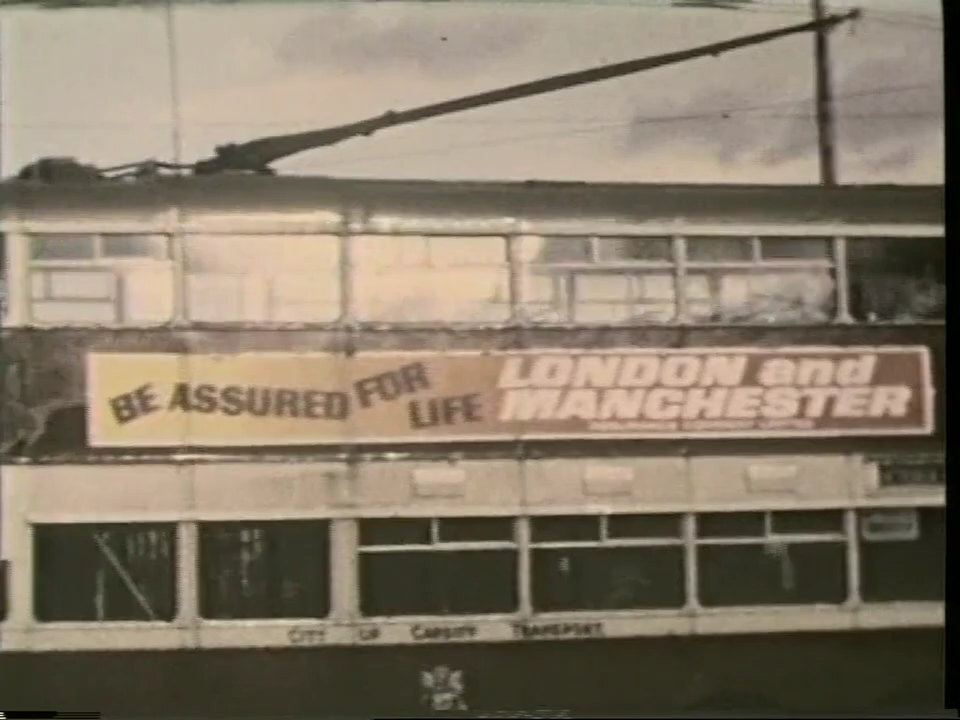 BE ASSURED FOR LIFE
LONDON and
MANCHESTER
CITY OF CARDIFF TRANSPORT